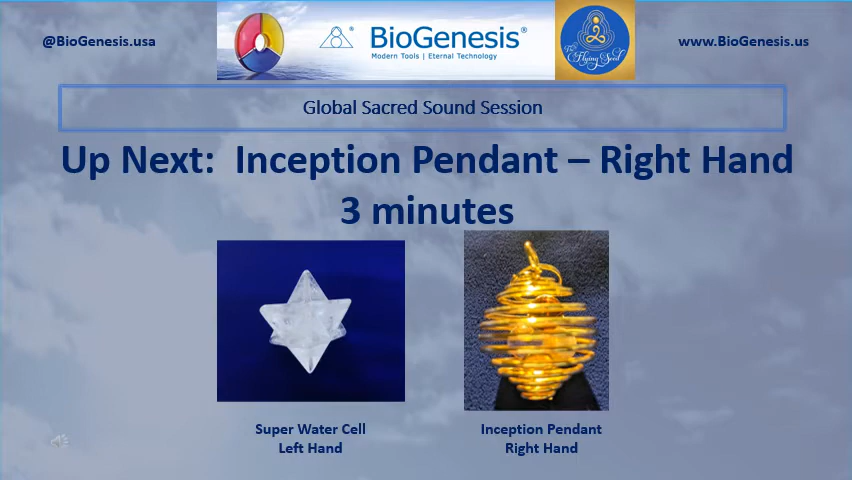 @BioGenesis.usa
BioGenesis®
Modern Tools | Eternal Technology
The Flying Seed
www.BioGenesis.us
Global Sacred Sound Session
Up Next:  Inception Pendant – Right Hand
3 minutes
Super Water Cell
Left Hand
Inception Pendant
Right Hand